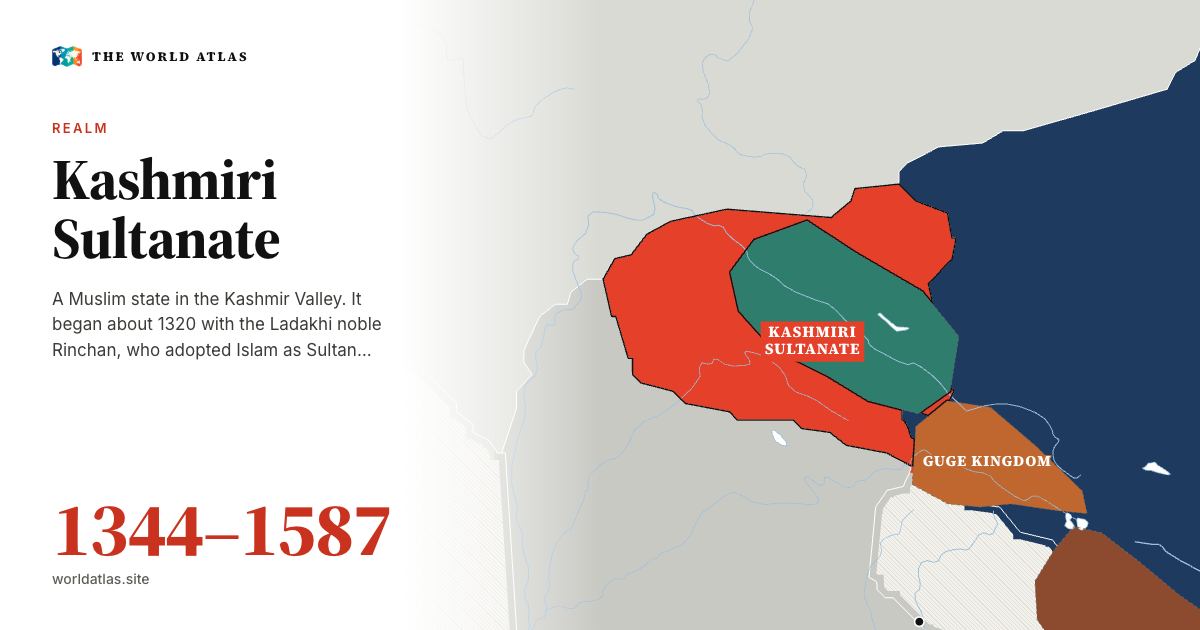 THE WORLD ATLAS
REALM
Kashmiri
Sultanate
A Muslim state in the Kashmir Valley. It
began about 1320 with the Ladakhi noble
Rinchan, who adopted Islam as Sultan...
1344–1587
worldatlas.site
KASHMIRI
SULTANATE
GUGE KINGDOM